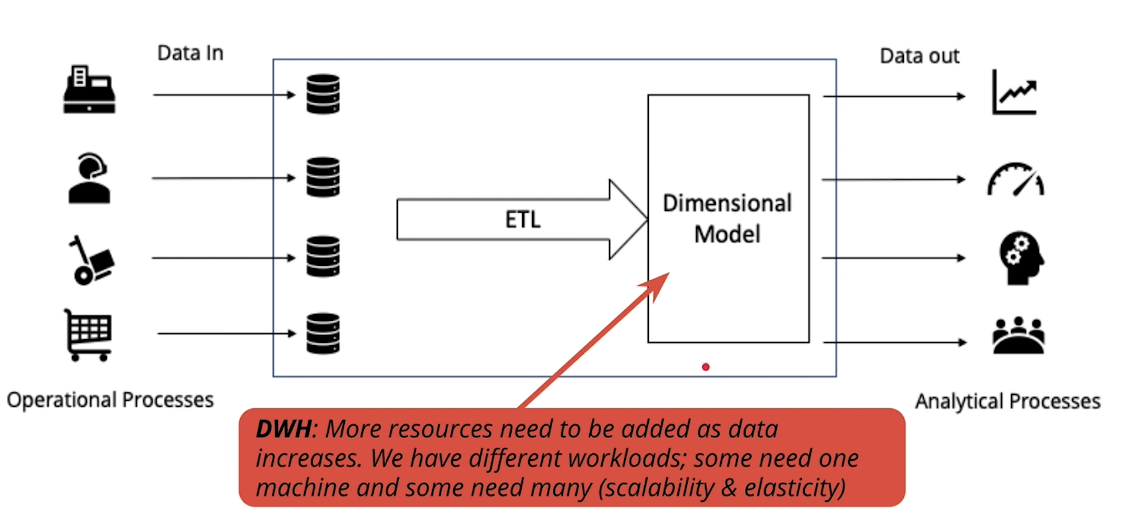 Data In
Data out
ETL
Dimensional
Model
Operational Processes
Analytical Processes
DWH: More resources need to be added as data
increases. We have different workloads; some need one
machine and some need many (scalability & elasticity)